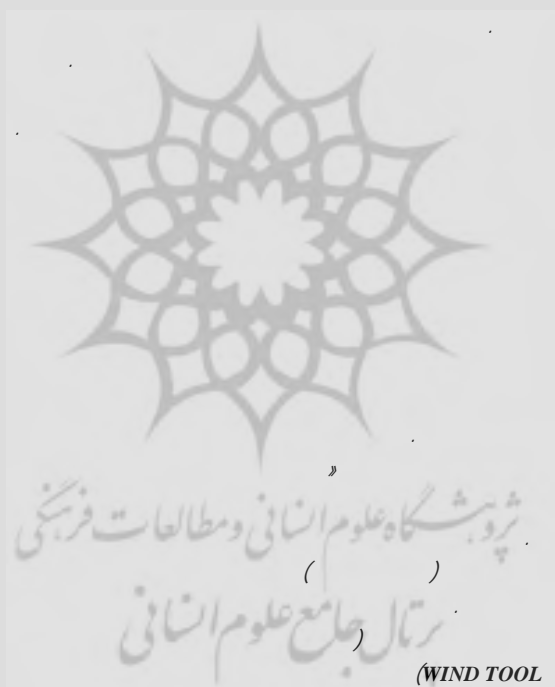 پژوهشگاه علوم انسانی و مطالعات فرهنگی
پرتال جامع علوم انسانی
(WIND TOOL